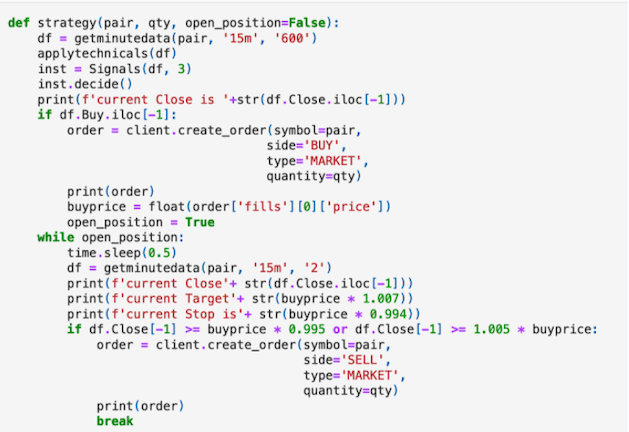 def strategy(pair, qty, open_position=False):
    df = getminutedata(pair, '15m', '600')
    applytechnicals(df)
    inst = Signals(df, 3)
    inst.decide()
    print(f'current Close is '+str(df.Close.iloc[-1]))
    if df.Buy.iloc[-1]:
        order = client.create_order(symbol=pair,
                                    side='BUY',
                                    type='MARKET',
                                    quantity=qty)
        print(order)
        buyprice = float(order['fills'][0]['price'])
        open_position = True
    while open_position:
        time.sleep(0.5)
        df = getminutedata(pair, '15m', '2')
        print(f'current Close'+ str(df.Close.iloc[-1]))
        print(f'current Target'+ str(buyprice * 1.007))
        print(f'current Stop is'+ str(buyprice * 0.994))
        if df.Close[-1] >= buyprice * 0.995 or df.Close[-1] >= 1.005 * buyprice:
            order = client.create_order(symbol=pair,
                                        side='SELL',
                                        type='MARKET',
                                        quantity=qty)
            print(order)
            break